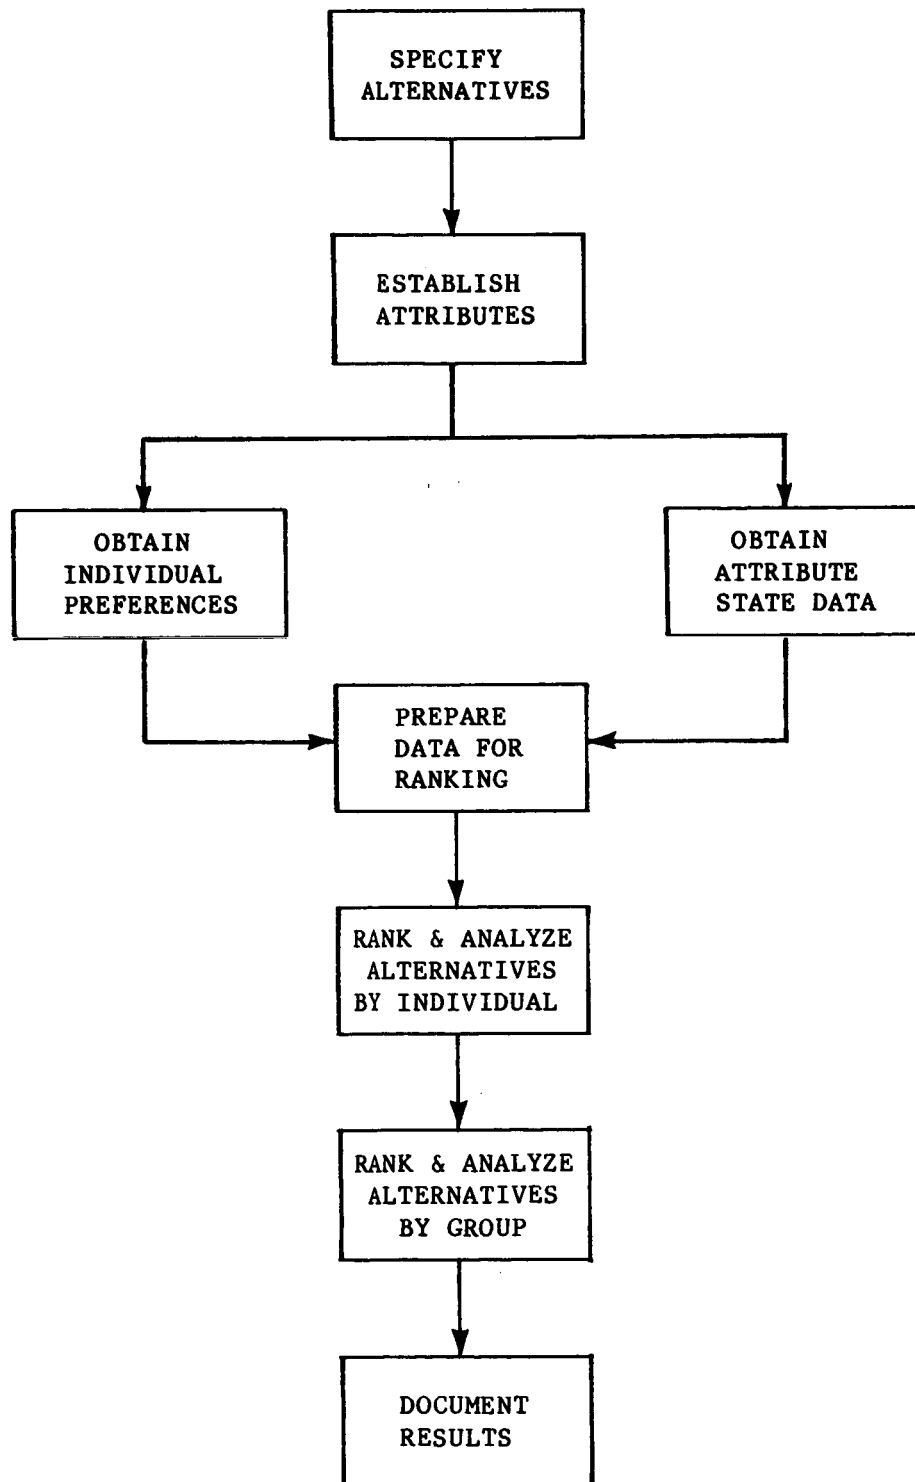 SPECIFY
ALTERNATIVES
ESTABLISH
ATTRIBUTES
OBTAIN
INDIVIDUAL
PREFERENCES
OBTAIN
ATTRIBUTE
STATE DATA
PREPARE
DATA FOR
RANKING
RANK & ANALYZE
ALTERNATIVES
BY INDIVIDUAL
RANK & ANALYZE
ALTERNATIVES
BY GROUP
DOCUMENT
RESULTS